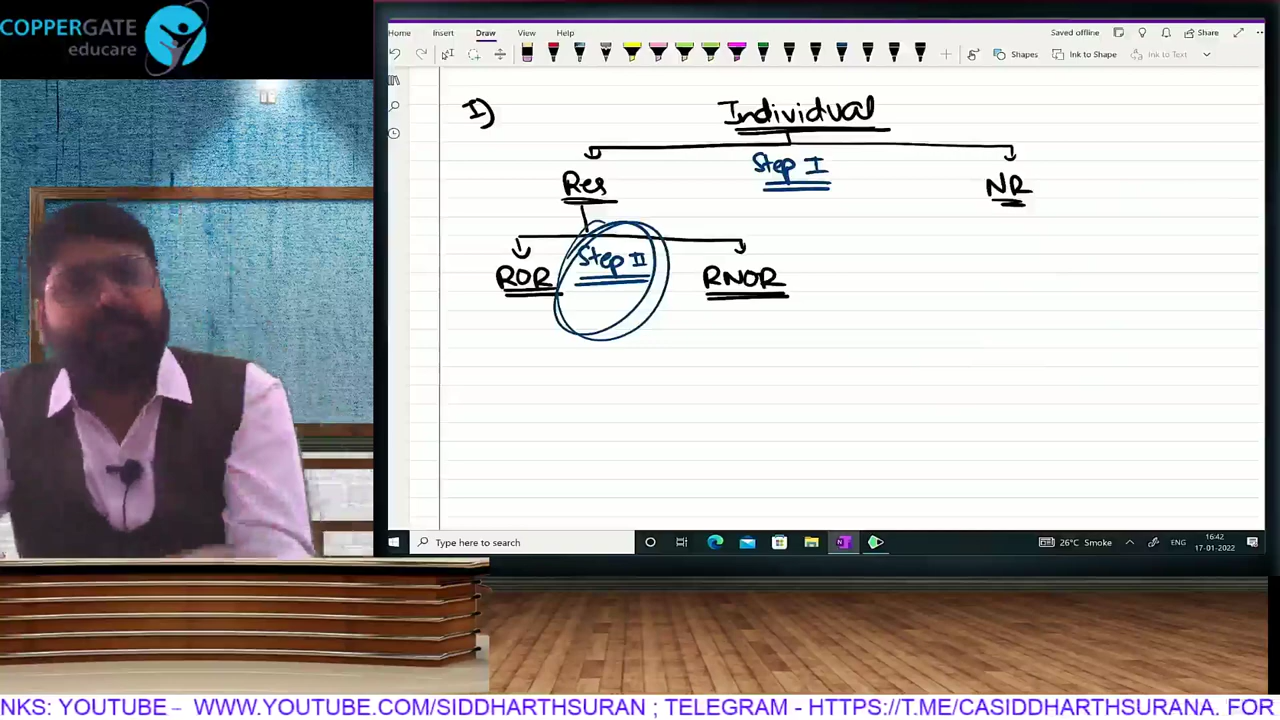 COPPERGATE
educare
Home Insert Draw View Help
Saved offline
Share
Shapes
Ink to Shape
Ink to Text
I) Individual
Step I
Res NR
Step II
ROR RNOR
Type here to search
26°C Smoke
ENG
16:42
17-01-2022
NKS: YOUTUBE – WWW.YOUTUBE.COM/SIDDHARTHSURAN ; TELEGRAM - HTTPS://T.ME/CASIDDHARTHSURANA. FOR